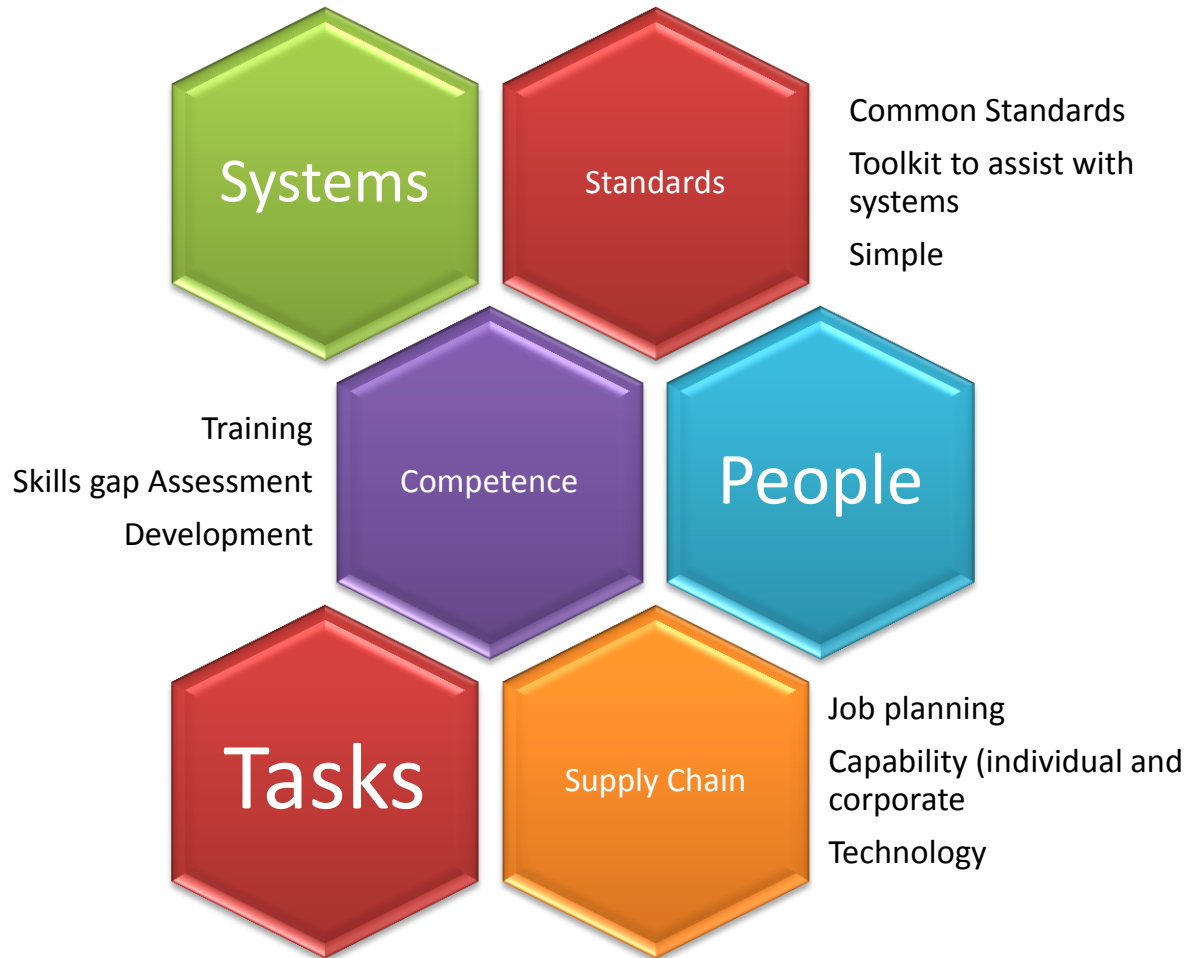 Systems
Standards
Common Standards
Toolkit to assist with
systems
Simple
Training
Skills gap Assessment
Development
Competence
People
Tasks
Supply Chain
Job planning
Capability (individual and
corporate
Technology